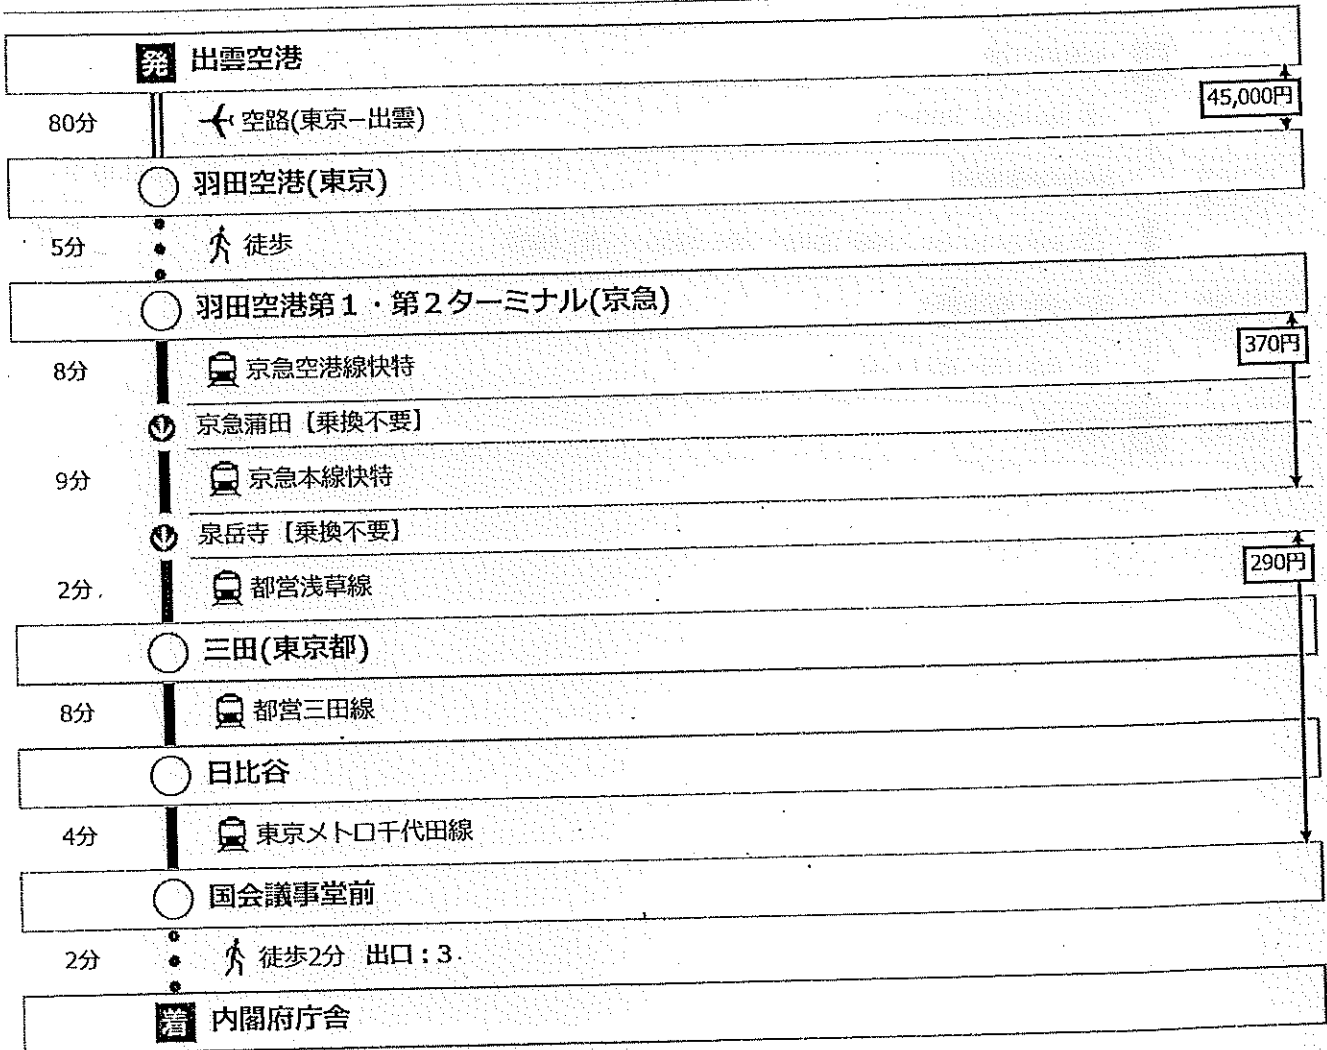 発 出雲空港
45,000円
80分 空路(東京−出雲)
羽田空港(東京)
5分 徒歩
羽田空港第1・第2ターミナル(京急)
370円
8分 京急空港線快特
京急蒲田【乗換不要】
9分 京急本線快特
泉岳寺【乗換不要】
290円
2分 都営浅草線
三田(東京都)
8分 都営三田線
日比谷
4分 東京メトロ千代田線
国会議事堂前
2分 徒歩2分 出口:3
着 内閣府庁舎